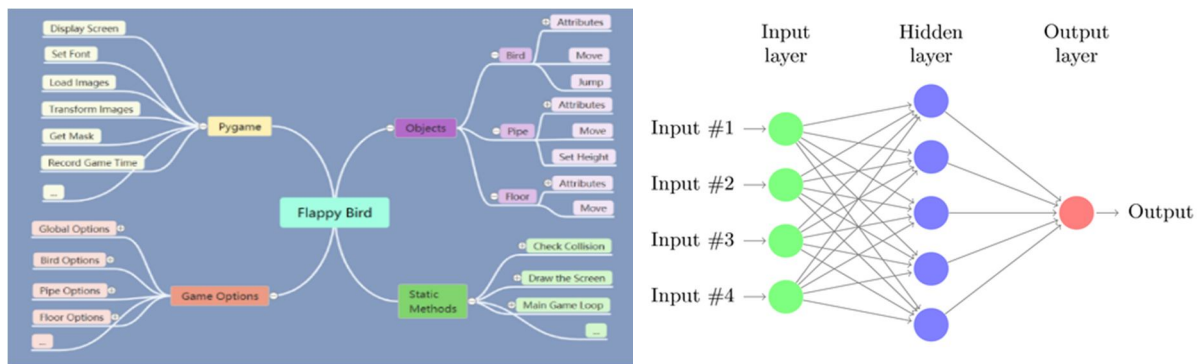 Display Screen
Set Font
Load Images
Transform Images
Get Mask
Record Game Time
...
Pygame
Global Options
Bird Options
Pipe Options
Floor Options
...
Game Options
Flappy Bird
Objects
Bird
Attributes
Move
Jump
Pipe
Attributes
Move
Set Height
Floor
Attributes
Move
Static
Methods
Check Collision
Draw the Screen
Main Game Loop
...
Input
layer
Hidden
layer
Output
layer
Input #1
Input #2
Input #3
Input #4
Output